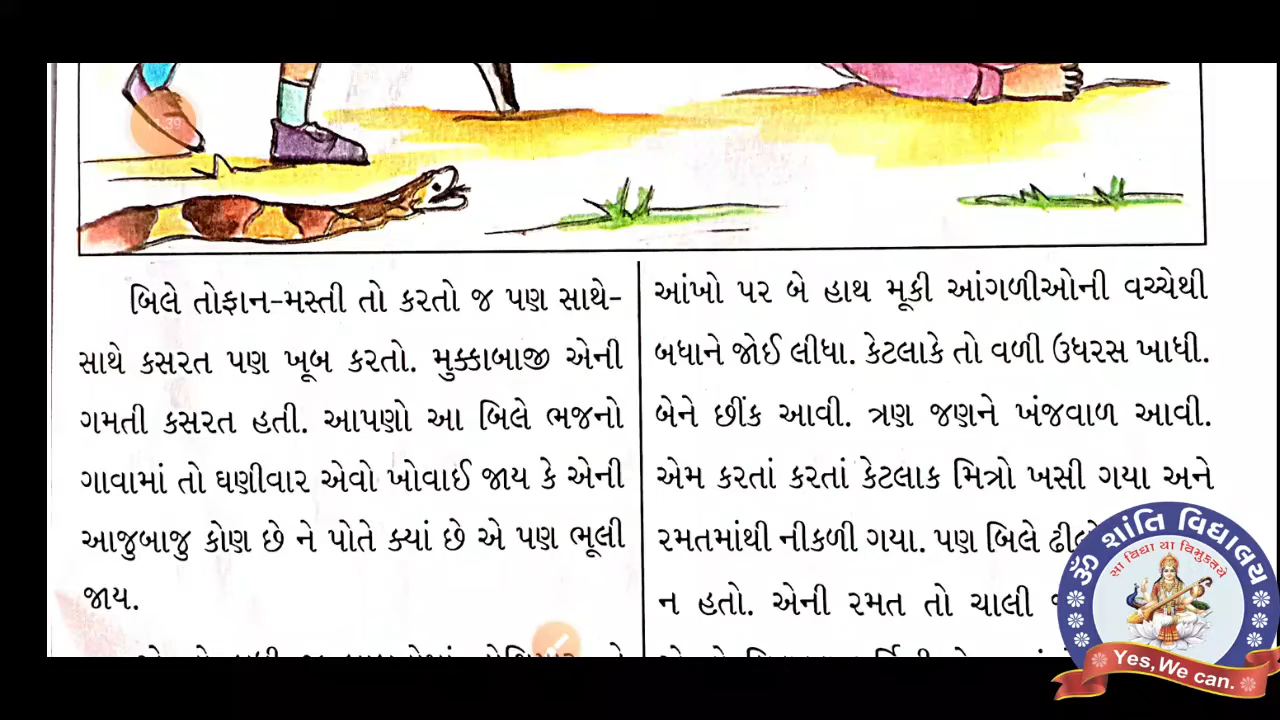 બિલે તોફાન-મસ્તી તો કરતો જ પણ સાથે-
સાથે કસરત પણ ખૂબ કરતો. મુક્કાબાજી એની
ગમતી કસરત હતી. આપણો આ બિલે ભજનો
ગાવામાં તો ઘણીવાર એવો ખોવાઈ જાય કે એની
આજુબાજુ કોણ છે ને પોતે ક્યાં છે એ પણ ભૂલી
જાય.
આંખો પર બે હાથ મૂકી આંગળીઓની વચ્ચેથી
બધાને જોઈ લીધા. કેટલાકે તો વળી ઉધરસ ખાધી.
બેને છીંક આવી. ત્રણ જણને ખંજવાળ આવી.
એમ કરતાં કરતાં કેટલાક મિત્રો ખસી ગયા અને
રમતમાંથી નીકળી ગયા. પણ બિલે
ન હતો. એની રમત તો ચાલી
ૐ શાંતિ વિદ્યાલય
સા વિદ્યા યા વિમુક્તયે
Yes, We can.